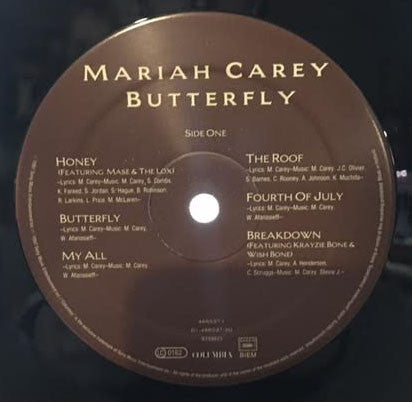 MARIAH CAREY
BUTTERFLY
SIDE ONE
HONEY
(FEATURING MASE & THE LOX)
~Lyrics: M. Carey~Music: M. Carey, S. Combs,
K. Fareed, S. Jordan, S. Hague, B. Robinson
R. Larkins, L. Price, M. McLaren~
BUTTERFLY
~Lyrics: M. Carey~Music: M. Carey,
W. Afanasieff~
MY ALL
~Lyrics: M. Carey~Music: M. Carey
W. Afanasieff~
THE ROOF
~Lyrics: M. Carey~Music: M. Carey, J.C. Olivier
S. Barnes, C. Rooney, A. Johnson, K. Muchita~
FOURTH OF JULY
~Lyrics: M. Carey~Music: M. Carey
W. Afanasieff~
BREAKDOWN
(FEATURING KRAYZIE BONE &
WISH BONE)
~Lyrics: M. Carey, A. Henderson,
C. Scruggs~Music: M. Carey, Stevie J.~
STEREO
LC 0162
COLUMBIA
BIEM